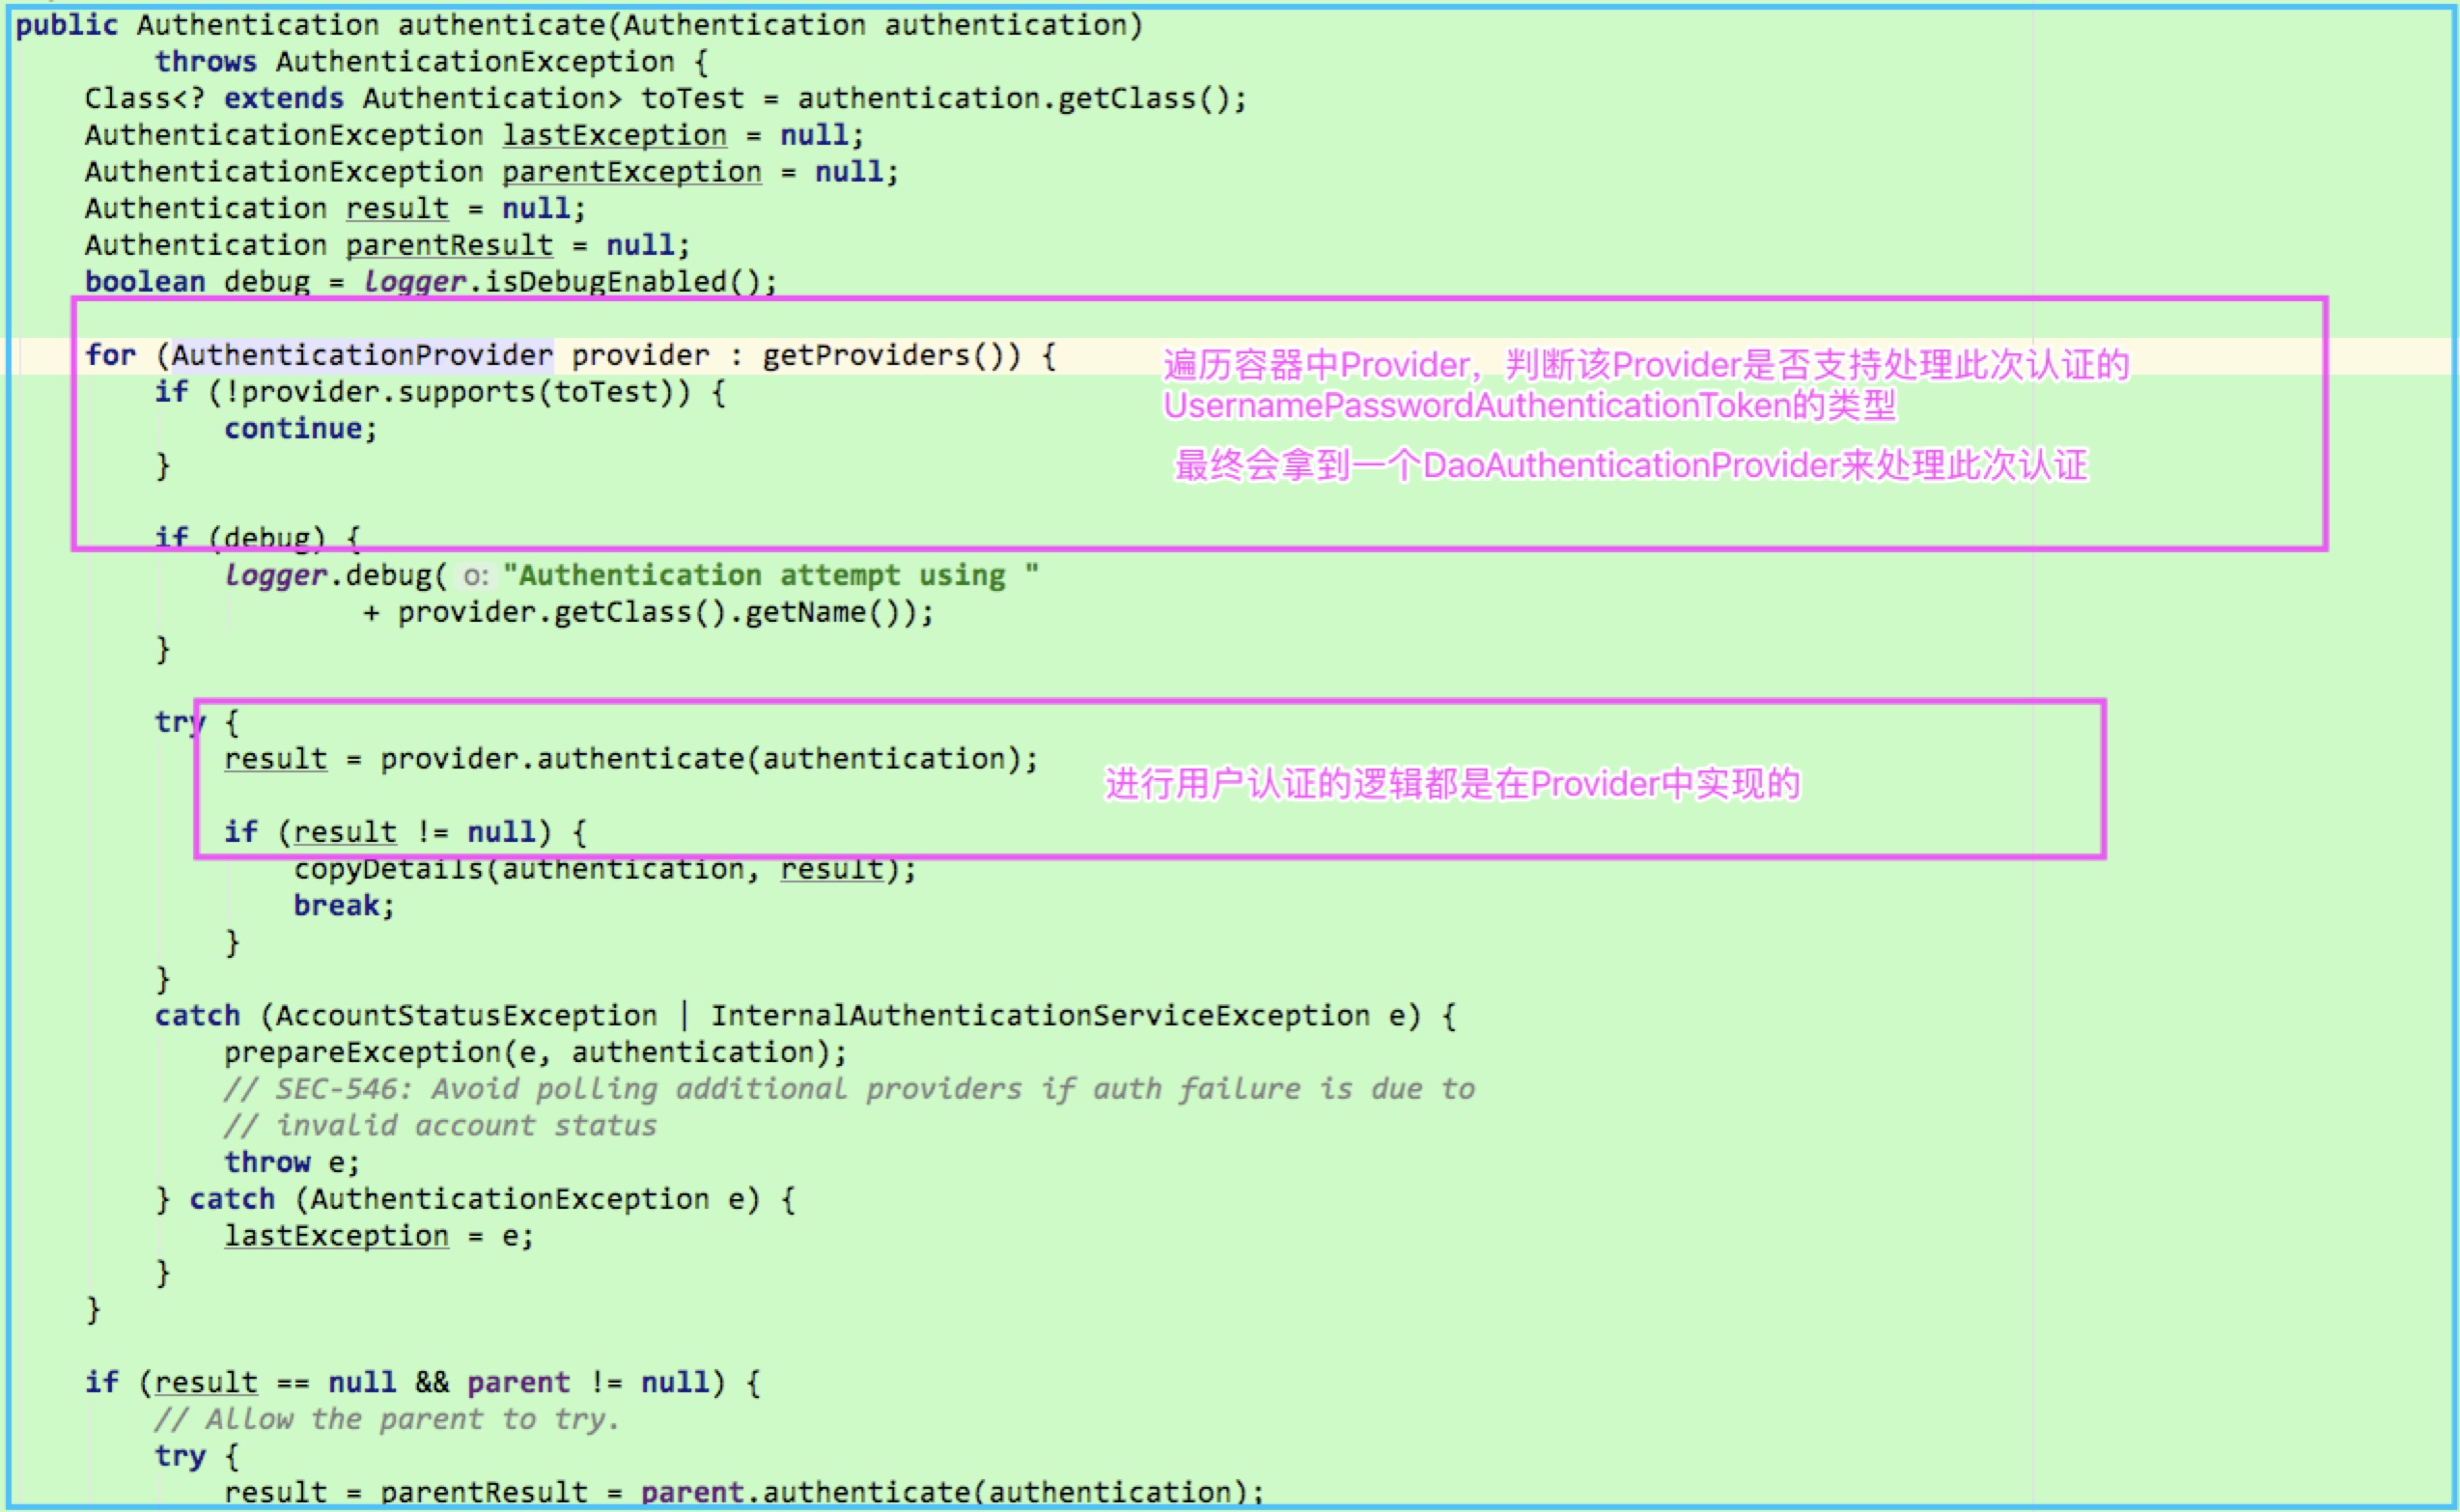 public Authentication authenticate(Authentication authentication)
throws AuthenticationException {
Class<? extends Authentication> toTest = authentication.getClass();
AuthenticationException lastException = null;
AuthenticationException parentException = null;
Authentication result = null;
Authentication parentResult = null;
boolean debug = logger.isDebugEnabled();
for (AuthenticationProvider provider : getProviders()) {
遍历容器中Provider，判断该Provider是否支持处理此次认证的
if (!provider.supports(toTest)) {
UsernamePasswordAuthenticationToken的类型
continue;
}
最终会拿到一个DaoAuthenticationProvider来处理此次认证
if (debug) {
logger.debug( o: "Authentication attempt using "
+ provider.getClass().getName());
}
try {
result = provider.authenticate(authentication);
进行用户认证的逻辑都是在Provider中实现的
if (result != null) {
copyDetails(authentication, result);
break;
}
}
catch (AccountStatusException | InternalAuthenticationServiceException e) {
prepareException(e, authentication);
// SEC-546: Avoid polling additional providers if auth failure is due to
// invalid account status
throw e;
} catch (AuthenticationException e) {
lastException = e;
}
}
if (result == null && parent != null) {
// Allow the parent to try.
try {
result = parentResult = parent.authenticate(authentication);